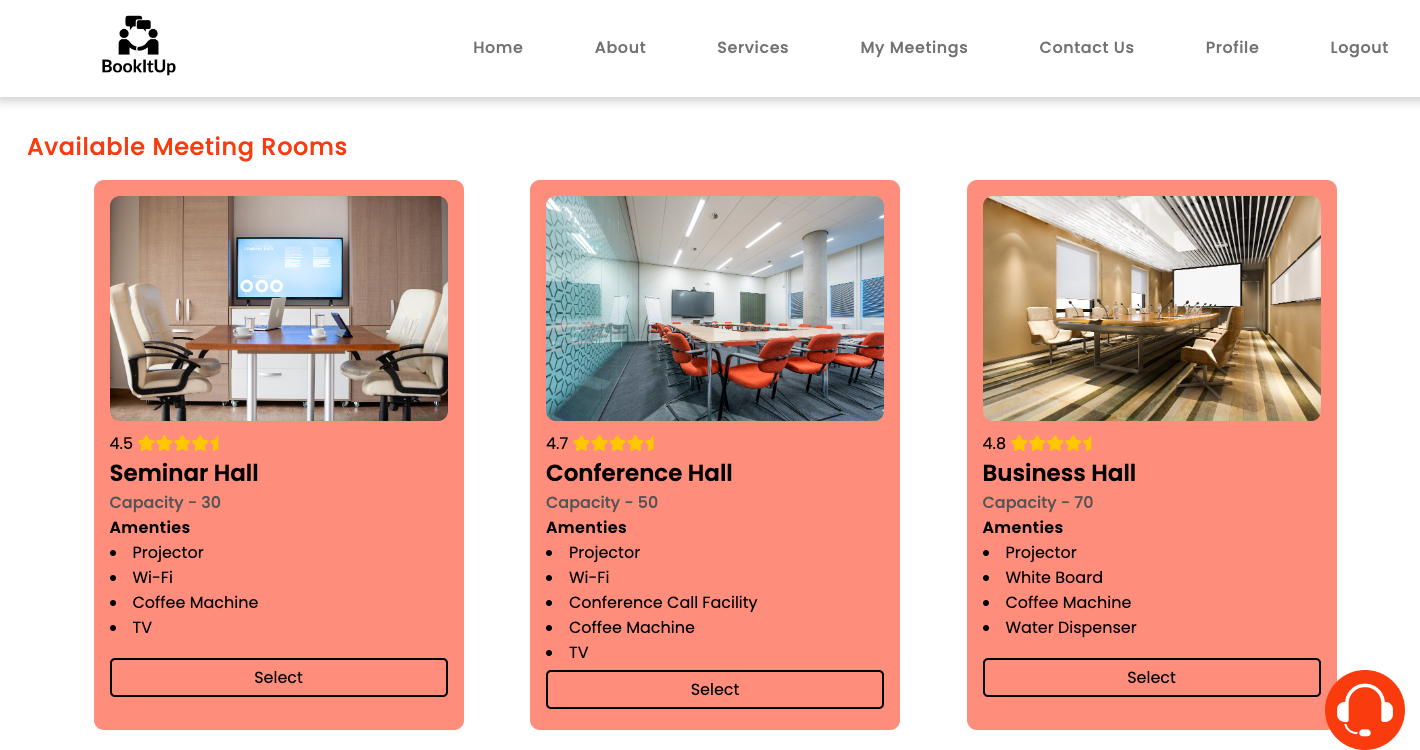 BookItUp
Home About Services My Meetings Contact Us Profile Logout
Available Meeting Rooms
4.5
Seminar Hall
Capacity - 30
Amenties
• Projector
• Wi-Fi
• Coffee Machine
• TV
Select
4.7
Conference Hall
Capacity - 50
Amenties
• Projector
• Wi-Fi
• Conference Call Facility
• Coffee Machine
• TV
Select
4.8
Business Hall
Capacity - 70
Amenties
• Projector
• White Board
• Coffee Machine
• Water Dispenser
Select